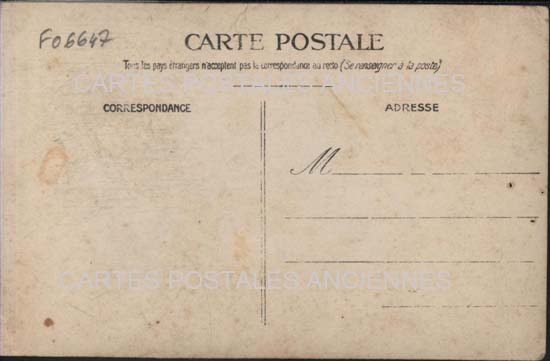 F06647
CARTE POSTALE
Tous les pays étrangers n'acceptent pas la correspondance au recto (Se renseigner à la poste)
CARTES POSTALES ANCIENNES
CORRESPONDANCE
ADRESSE
M
CARTES POSTALES ANCIENNES